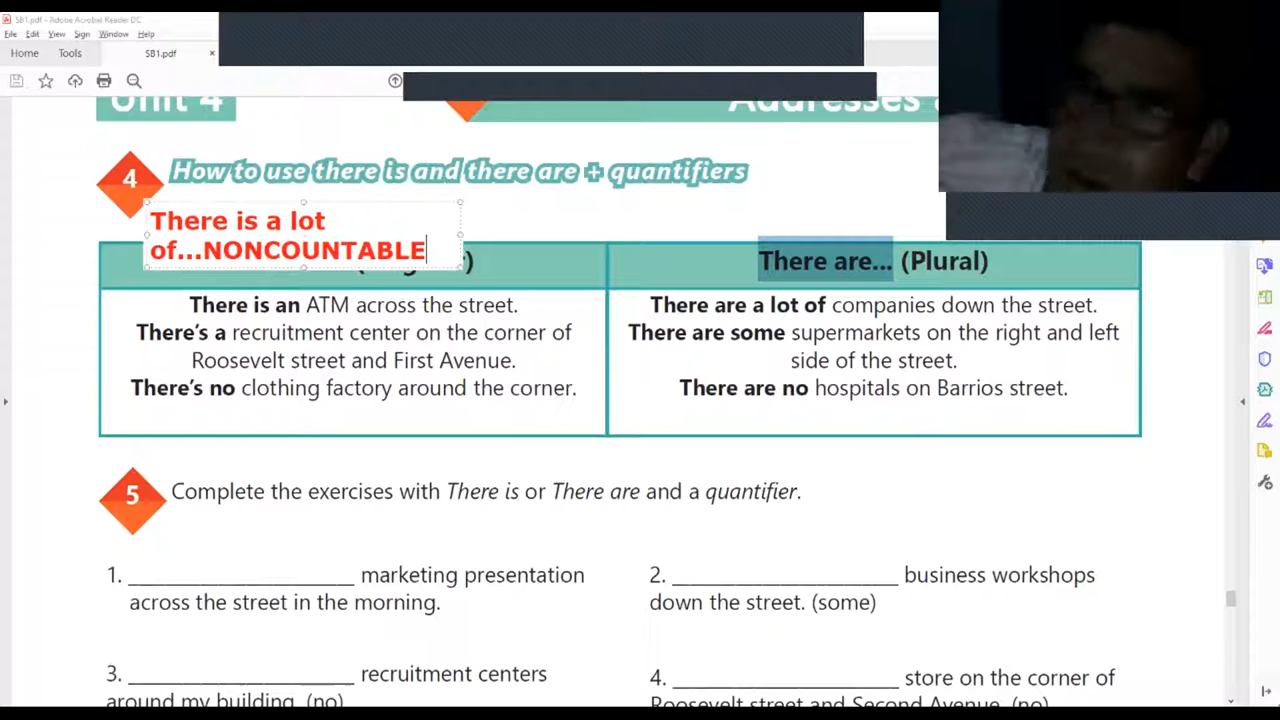 SB1.pdf - Adobe Acrobat Reader DC
File Edit View Sign Window Help
Home Tools SB1.pdf ×
Unit 4 Addresses
4 How to use there is and there are + quantifiers
There is a lot
of...NONCOUNTABLE
There are... (Plural)
There is an ATM across the street.
There's a recruitment center on the corner of
Roosevelt street and First Avenue.
There's no clothing factory around the corner.
There are a lot of companies down the street.
There are some supermarkets on the right and left
side of the street.
There are no hospitals on Barrios street.
5 Complete the exercises with There is or There are and a quantifier.
1. ____________________ marketing presentation
across the street in the morning.
2. ____________________ business workshops
down the street. (some)
3. ____________________ recruitment centers
around my building. (no)
4. ____________________ store on the corner of
Roosevelt street and Second Avenue. (no)